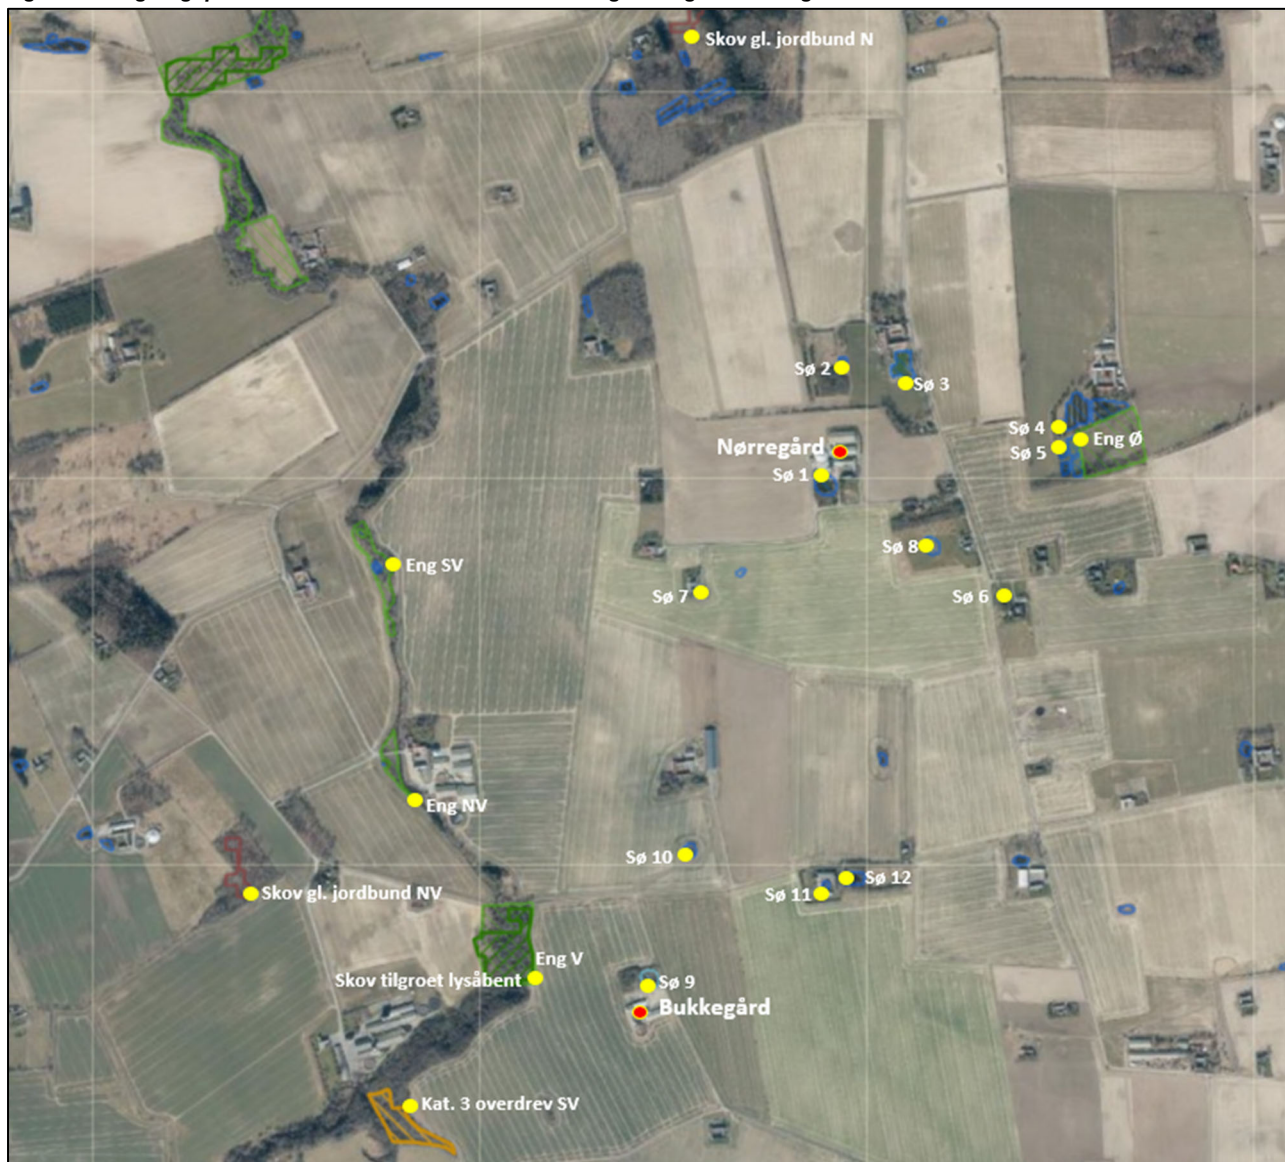 Skov gl. jordbund N
Sø 2
Sø 3
Sø 4
Eng Ø
Sø 5
Nørregård
Sø 1
Sø 8
Eng SV
Sø 7
Sø 6
Eng NV
Sø 10
Sø 12
Sø 11
Skov gl. jordbund NV
Eng V
Skov tilgroet lysåbent
Sø 9
Bukkegård
Kat. 3 overdrev SV